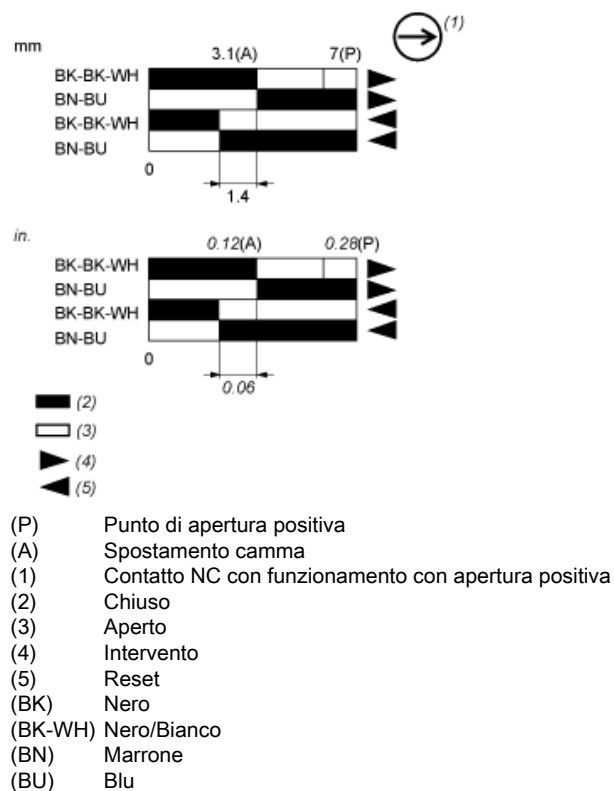 (1)
mm
3.1(A) 7(P)
BK-BK-WH
BN-BU
BK-BK-WH
BN-BU
0
1.4
in.
0.12(A) 0.28(P)
BK-BK-WH
BN-BU
BK-BK-WH
BN-BU
0
0.06
(2)
(3)
(4)
(5)
(P) Punto di apertura positiva
(A) Spostamento camma
(1) Contatto NC con funzionamento con apertura positiva
(2) Chiuso
(3) Aperto
(4) Intervento
(5) Reset
(BK) Nero
(BK-WH) Nero/Bianco
(BN) Marrone
(BU) Blu